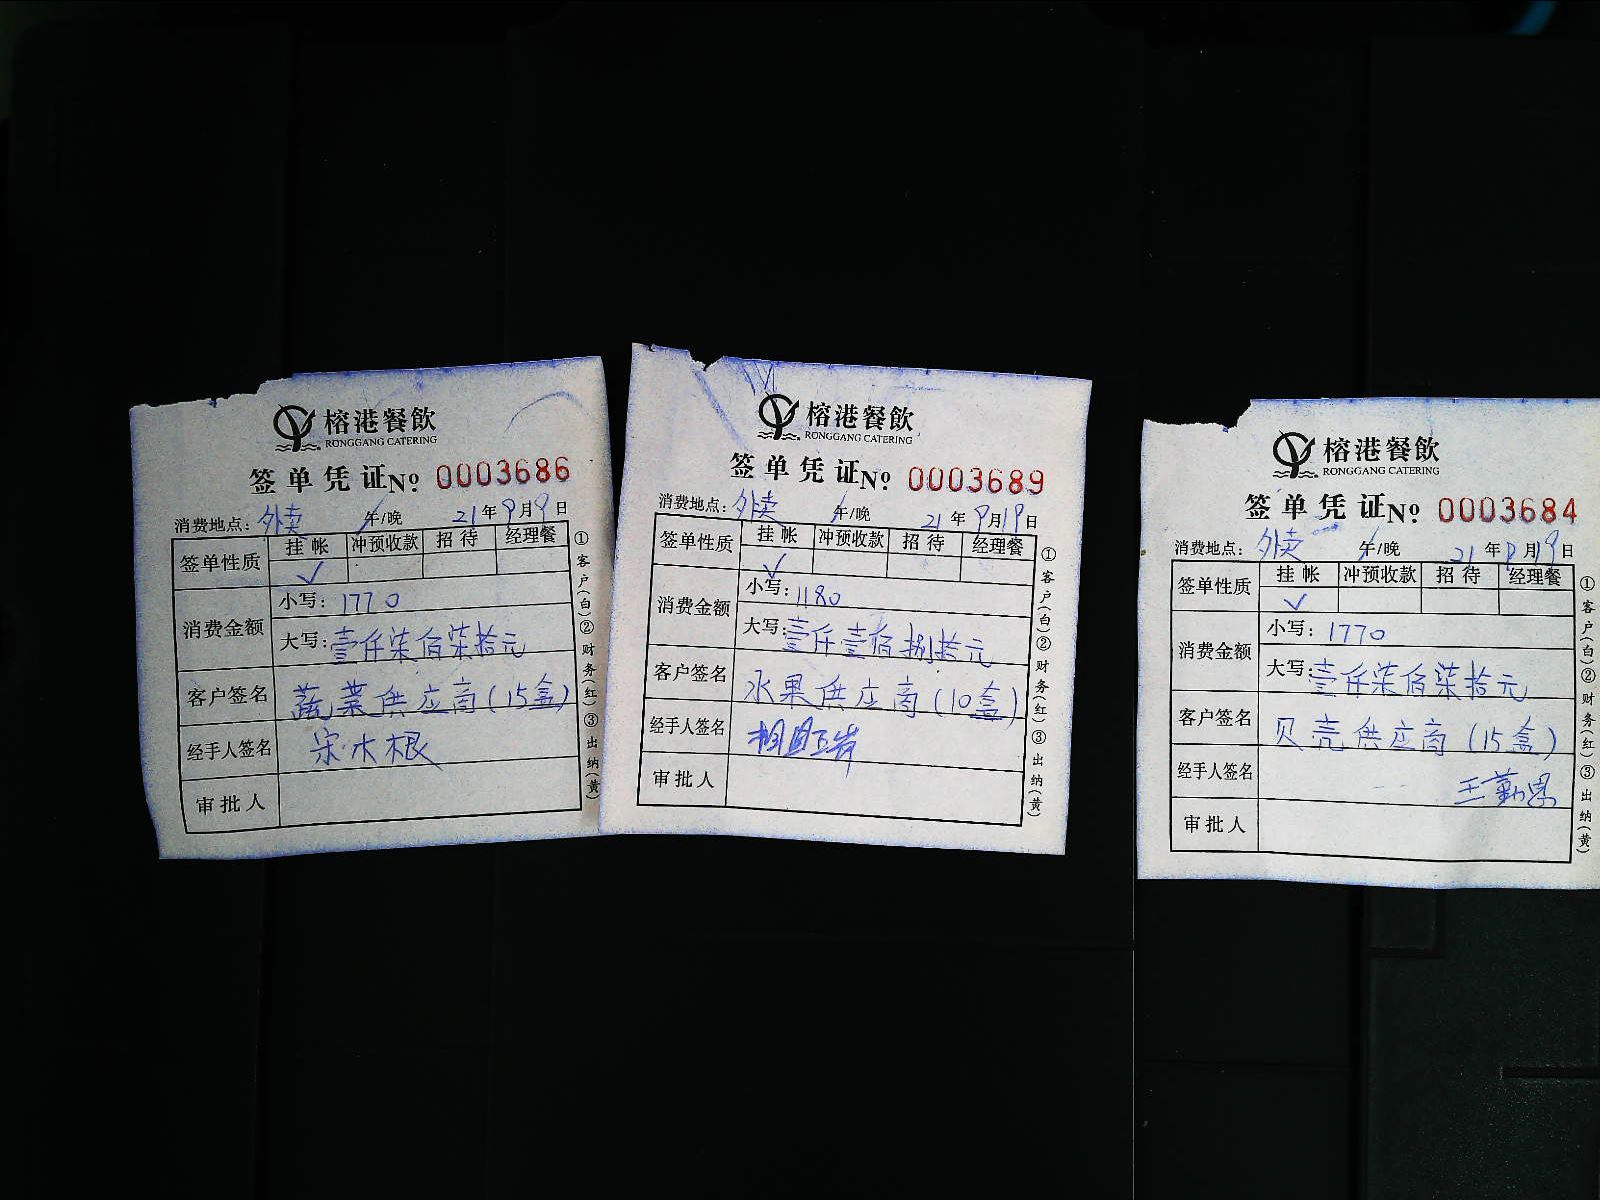 榕港餐飲
RONGGANG CATERING
签单凭证No 0003686
消费地点：外卖 午/晚 21年9月9日
签单性质 挂帐 冲预收款 招待 经理餐
✓
消费金额 小写：1770
大写：壹仟柒佰柒拾元
客户签名 蔬菜供应商(15盒)
经手人签名 宋木根
审批人
①客户(白)②财务(红)③出纳(黄)
榕港餐飲
RONGGANG CATERING
签单凭证No 0003689
消费地点：外卖 午/晚 21年9月19日
签单性质 挂帐 冲预收款 招待 经理餐
✓
消费金额 小写：1180
大写：壹仟壹佰捌拾元
客户签名 水果供应商(10盒)
经手人签名
审批人
①客户(白)②财务(红)③出纳(黄)
榕港餐飲
RONGGANG CATERING
签单凭证No 0003684
消费地点：外卖 午/晚 21年9月19日
签单性质 挂帐 冲预收款 招待 经理餐
✓
消费金额 小写：1770
大写：壹仟柒佰柒拾元
客户签名 贝壳供应商(15盒)
经手人签名 王勤恩
审批人
①客户(白)②财务(红)③出纳(黄)